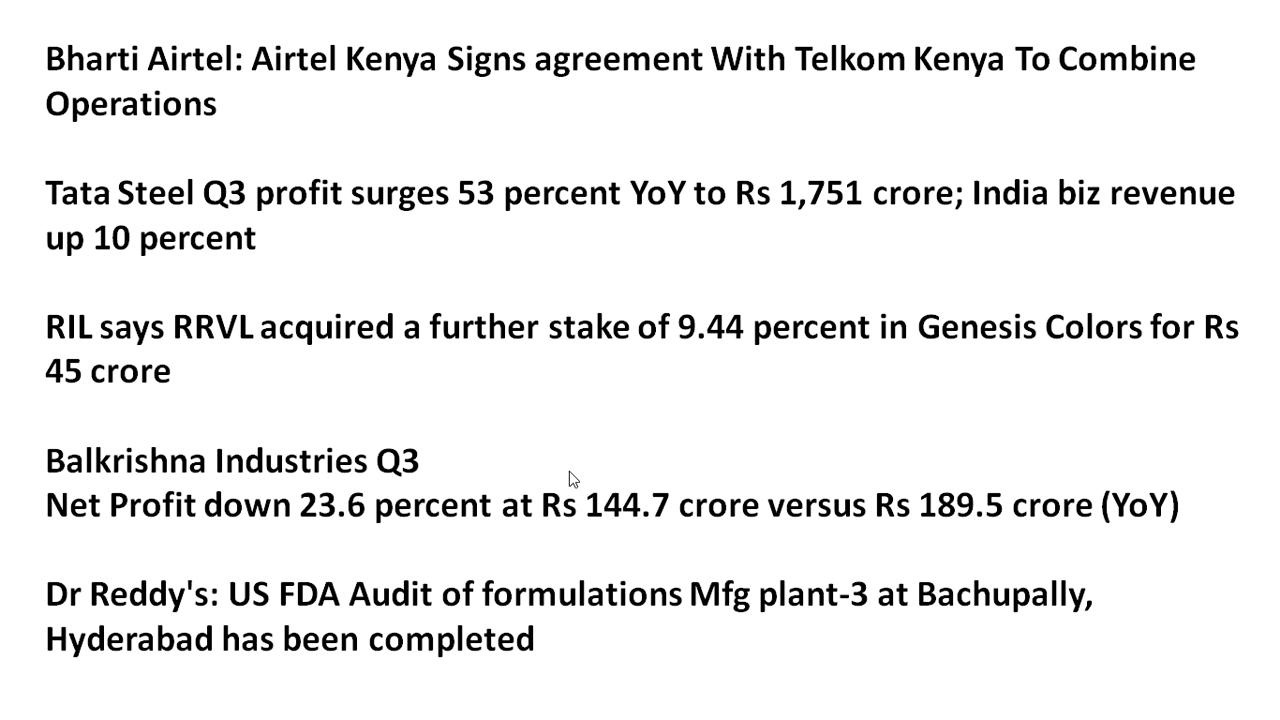 Bharti Airtel: Airtel Kenya Signs agreement With Telkom Kenya To Combine
Operations
Tata Steel Q3 profit surges 53 percent YoY to Rs 1,751 crore; India biz revenue
up 10 percent
RIL says RRVL acquired a further stake of 9.44 percent in Genesis Colors for Rs
45 crore
Balkrishna Industries Q3
Net Profit down 23.6 percent at Rs 144.7 crore versus Rs 189.5 crore (YoY)
Dr Reddy's: US FDA Audit of formulations Mfg plant-3 at Bachupally,
Hyderabad has been completed